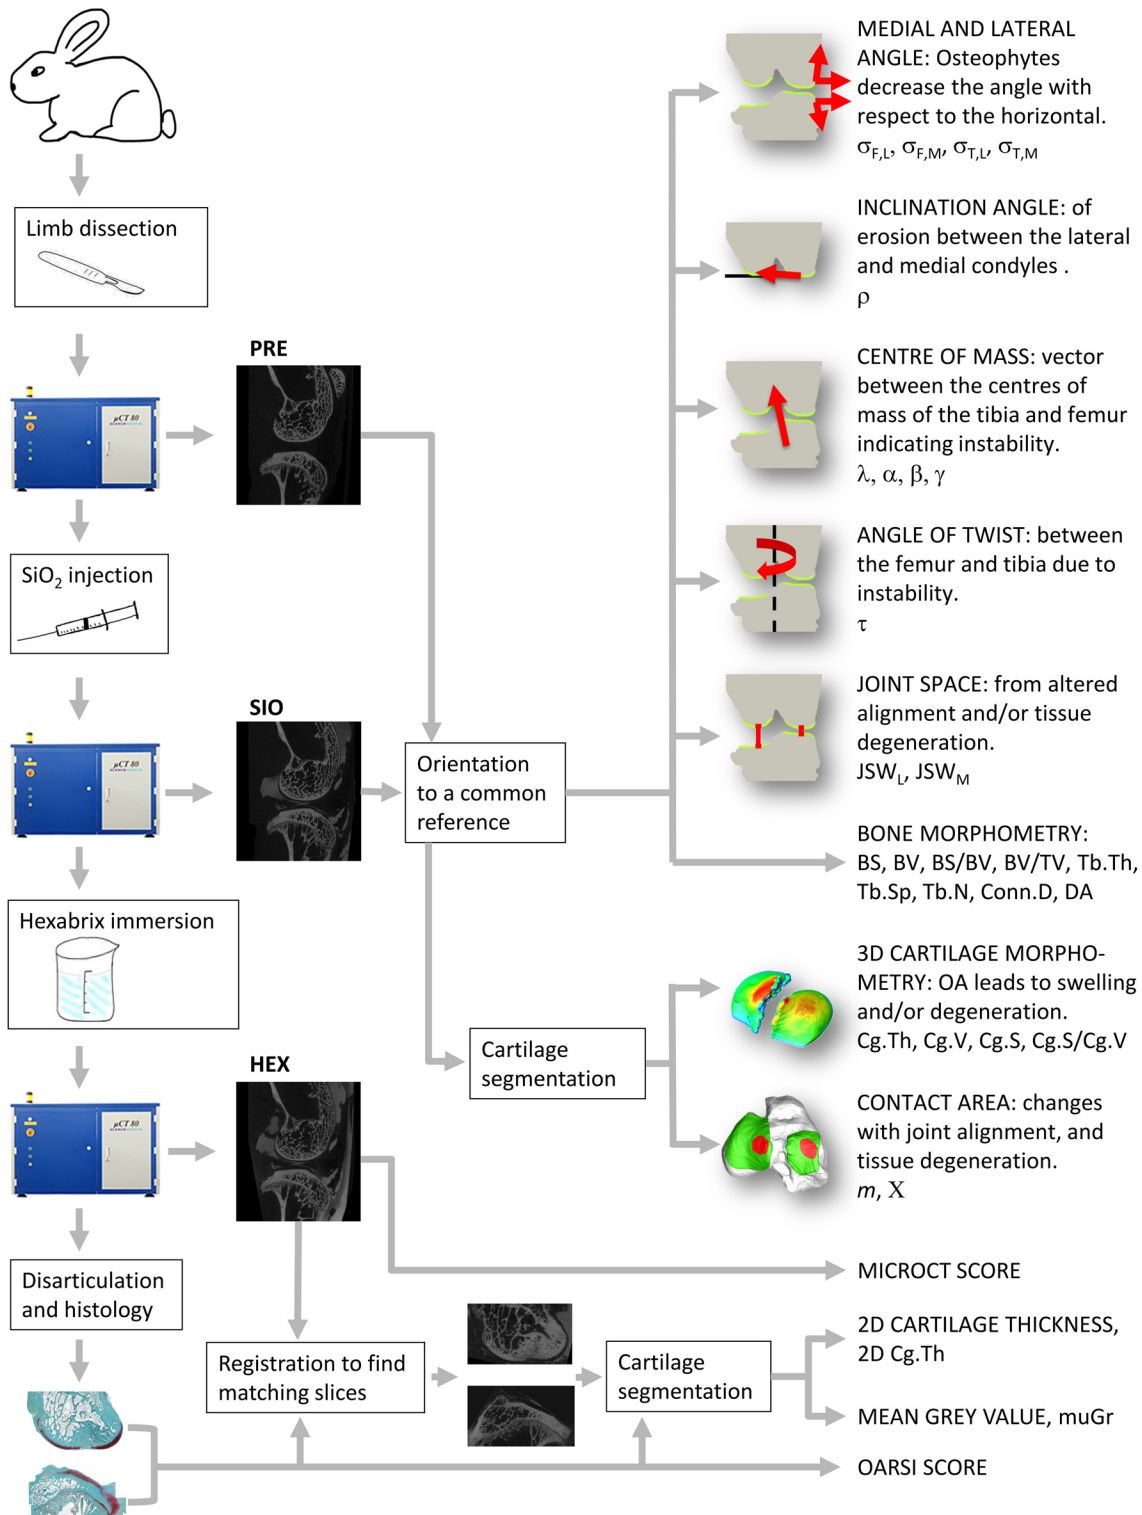 MEDIAL AND LATERAL
ANGLE: Osteophytes
decrease the angle with
respect to the horizontal.
σF,L, σF,M, σT,L, σT,M
Limb dissection
INCLINATION ANGLE: of
erosion between the lateral
and medial condyles .
ρ
PRE
CENTRE OF MASS: vector
between the centres of
mass of the tibia and femur
indicating instability.
λ, α, β, γ
µCT 80
SiO2 injection
ANGLE OF TWIST: between
the femur and tibia due to
instability.
τ
SIO
JOINT SPACE: from altered
alignment and/or tissue
degeneration.
JSWL, JSWM
µCT 80
Orientation
to a common
reference
BONE MORPHOMETRY:
BS, BV, BS/BV, BV/TV, Tb.Th,
Tb.Sp, Tb.N, Conn.D, DA
Hexabrix immersion
3D CARTILAGE MORPHO-
METRY: OA leads to swelling
and/or degeneration.
Cg.Th, Cg.V, Cg.S, Cg.S/Cg.V
Cartilage
segmentation
HEX
CONTACT AREA: changes
with joint alignment, and
tissue degeneration.
m, X
µCT 80
MICROCT SCORE
Disarticulation
and histology
Registration to find
matching slices
Cartilage
segmentation
2D CARTILAGE THICKNESS,
2D Cg.Th
MEAN GREY VALUE, muGr
OARSI SCORE